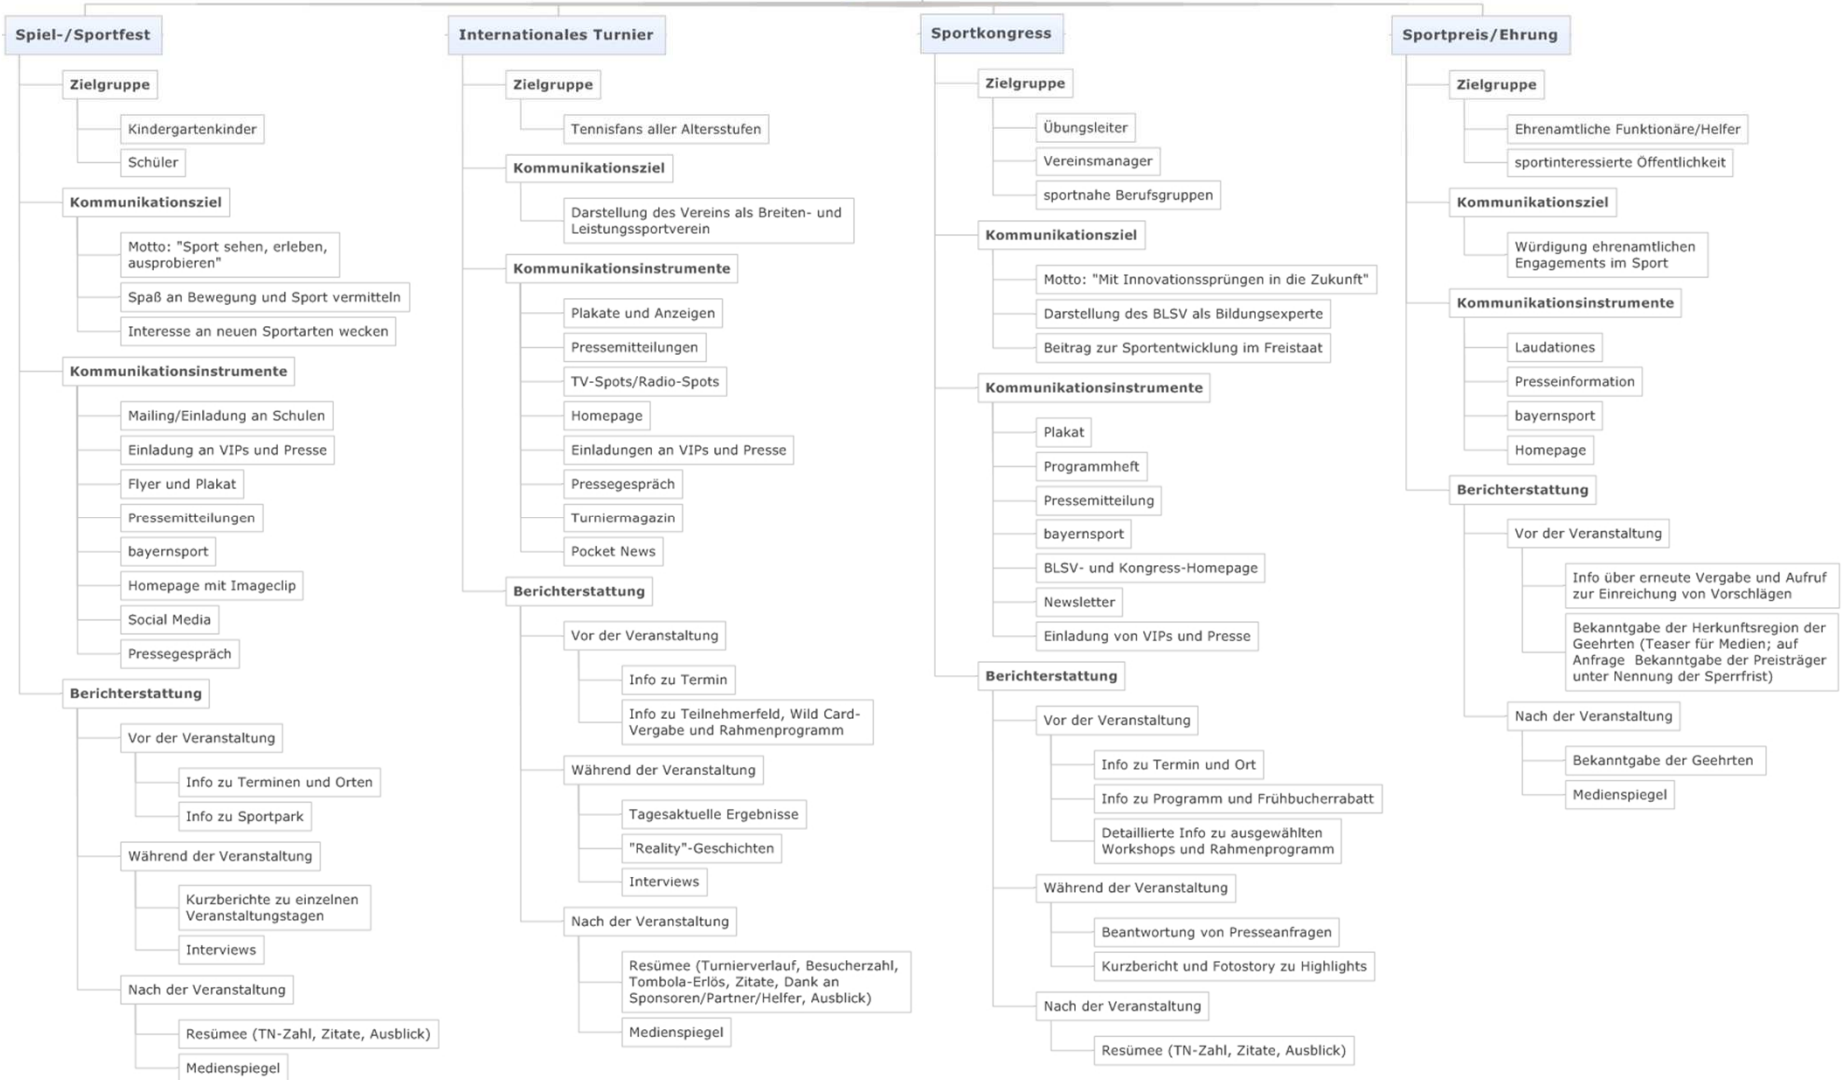 Spiel-/Sportfest
Zielgruppe
Kindergartenkinder
Schüler
Kommunikationsziel
Motto: "Sport sehen, erleben,
ausprobieren"
Spaß an Bewegung und Sport vermitteln
Interesse an neuen Sportarten wecken
Kommunikationsinstrumente
Mailing/Einladung an Schulen
Einladung an VIPs und Presse
Flyer und Plakat
Pressemitteilungen
bayernsport
Homepage mit Imageclip
Social Media
Pressegespräch
Berichterstattung
Vor der Veranstaltung
Info zu Terminen und Orten
Info zu Sportpark
Während der Veranstaltung
Kurzberichte zu einzelnen
Veranstaltungstagen
Interviews
Nach der Veranstaltung
Resümee (TN-Zahl, Zitate, Ausblick)
Medienspiegel
Internationales Turnier
Zielgruppe
Tennisfans aller Altersstufen
Kommunikationsziel
Darstellung des Vereins als Breiten- und
Leistungssportverein
Kommunikationsinstrumente
Plakate und Anzeigen
Pressemitteilungen
TV-Spots/Radio-Spots
Homepage
Einladungen an VIPs und Presse
Pressegespräch
Turniermagazin
Pocket News
Berichterstattung
Vor der Veranstaltung
Info zu Termin
Info zu Teilnehmerfeld, Wild Card-
Vergabe und Rahmenprogramm
Während der Veranstaltung
Tagesaktuelle Ergebnisse
"Reality"-Geschichten
Interviews
Nach der Veranstaltung
Resümee (Turnierverlauf, Besucherzahl,
Tombola-Erlös, Zitate, Dank an
Sponsoren/Partner/Helfer, Ausblick)
Medienspiegel
Sportkongress
Zielgruppe
Übungsleiter
Vereinsmanager
sportnahe Berufsgruppen
Kommunikationsziel
Motto: "Mit Innovationssprüngen in die Zukunft"
Darstellung des BLSV als Bildungsexperte
Beitrag zur Sportentwicklung im Freistaat
Kommunikationsinstrumente
Plakat
Programmheft
Pressemitteilung
bayernsport
BLSV- und Kongress-Homepage
Newsletter
Einladung von VIPs und Presse
Berichterstattung
Vor der Veranstaltung
Info zu Termin und Ort
Info zu Programm und Frühbucherrabatt
Detaillierte Info zu ausgewählten
Workshops und Rahmenprogramm
Während der Veranstaltung
Beantwortung von Presseanfragen
Kurzbericht und Fotostory zu Highlights
Nach der Veranstaltung
Resümee (TN-Zahl, Zitate, Ausblick)
Sportpreis/Ehrung
Zielgruppe
Ehrenamtliche Funktionäre/Helfer
sportinteressierte Öffentlichkeit
Kommunikationsziel
Würdigung ehrenamtlichen
Engagements im Sport
Kommunikationsinstrumente
Laudationes
Presseinformation
bayernsport
Homepage
Berichterstattung
Vor der Veranstaltung
Info über erneute Vergabe und Aufruf
zur Einreichung von Vorschlägen
Bekanntgabe der Herkunftsregion der
Geehrten (Teaser für Medien; auf
Anfrage  Bekanntgabe der Preisträger
unter Nennung der Sperrfrist)
Nach der Veranstaltung
Bekanntgabe der Geehrten
Medienspiegel